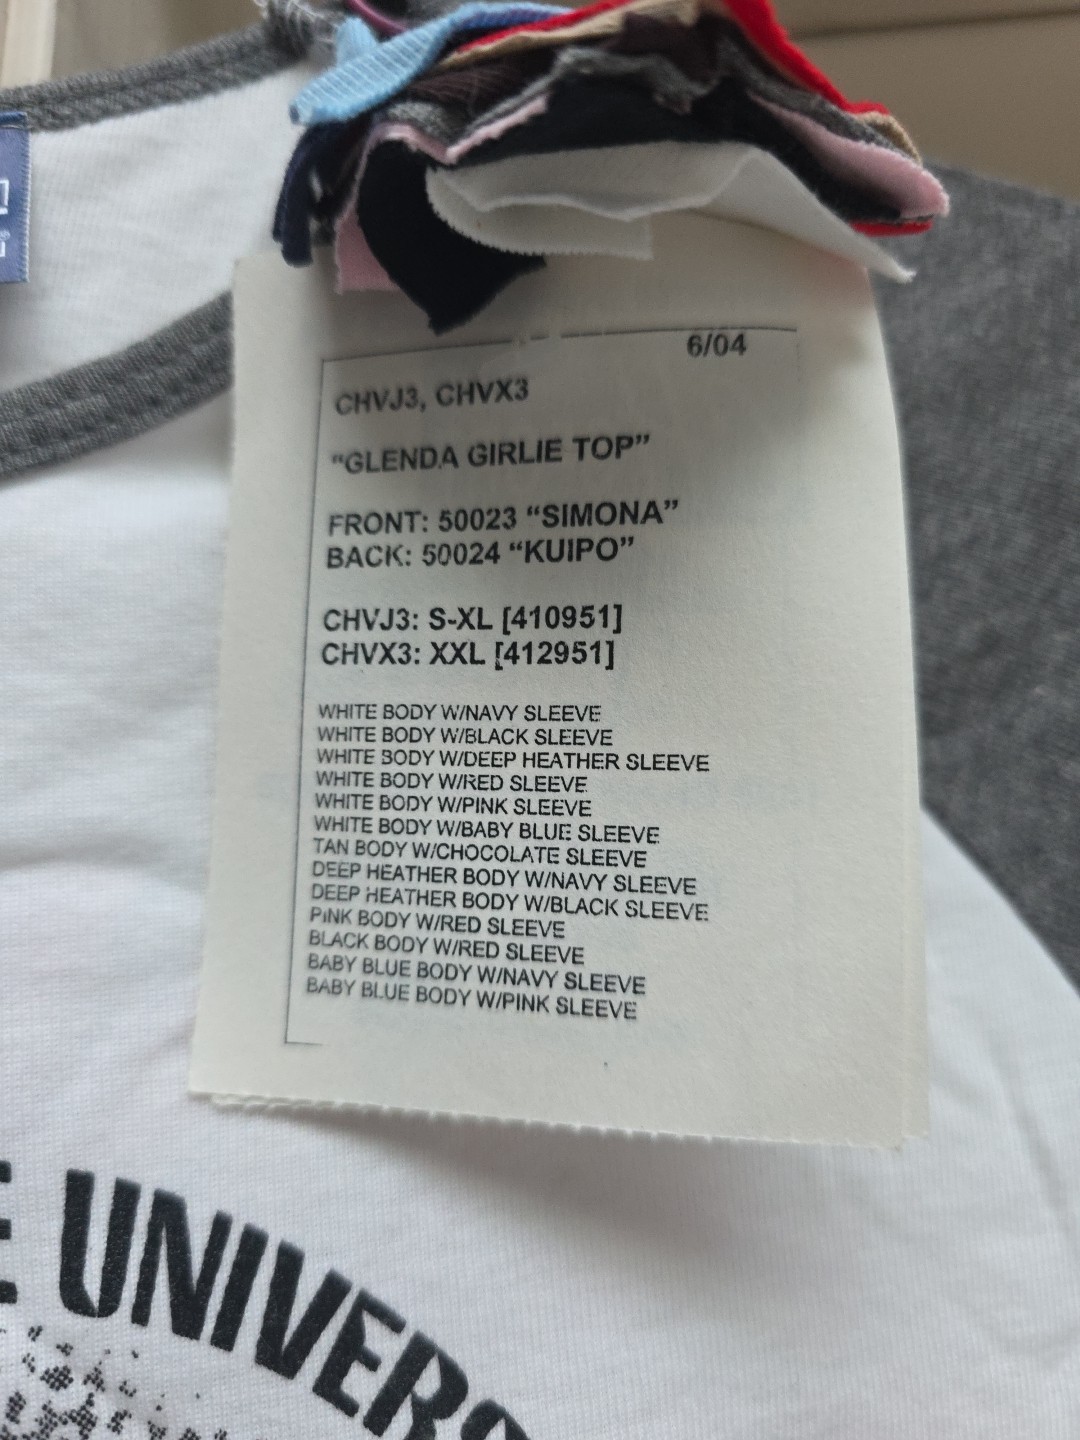 6/04
CHVJ3, CHVX3
“GLENDA GIRLIE TOP”
FRONT: 50023 “SIMONA”
BACK: 50024 “KUIPO”
CHVJ3: S-XL [410951]
CHVX3: XXL [412951]
WHITE BODY W/NAVY SLEEVE
WHITE BODY W/BLACK SLEEVE
WHITE BODY W/DEEP HEATHER SLEEVE
WHITE BODY W/RED SLEEVE
WHITE BODY W/PINK SLEEVE
WHITE BODY W/BABY BLUE SLEEVE
TAN BODY W/CHOCOLATE SLEEVE
DEEP HEATHER BODY W/NAVY SLEEVE
DEEP HEATHER BODY W/BLACK SLEEVE
PINK BODY W/RED SLEEVE
BLACK BODY W/RED SLEEVE
BABY BLUE BODY W/NAVY SLEEVE
BABY BLUE BODY W/PINK SLEEVE
UNIVERS